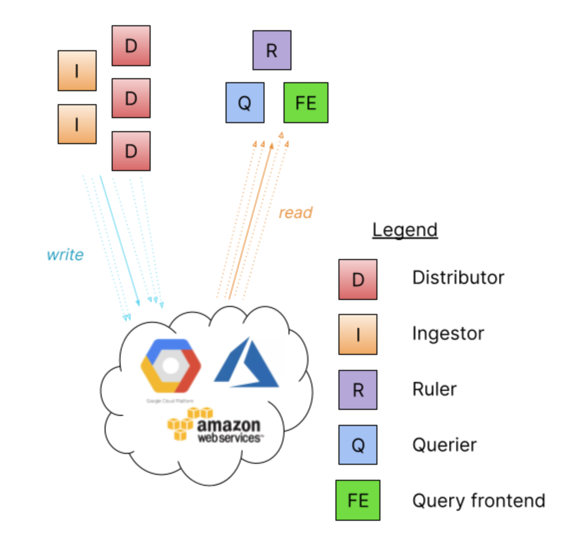 D
I
D
I
D
R
Q
FE
write
read
Google Cloud Platform
amazon
web services™
Legend
D Distributor
I Ingestor
R Ruler
Q Querier
FE Query frontend